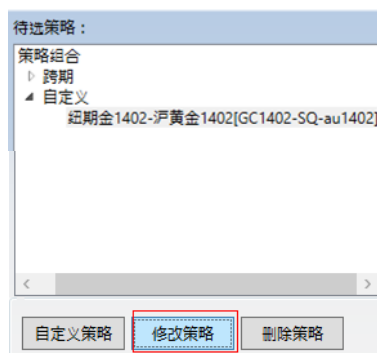 待选策略：
策略组合
跨期
自定义
纽期金1402-沪黄金1402[GC1402-SQ-au1402]
自定义策略 修改策略 删除策略